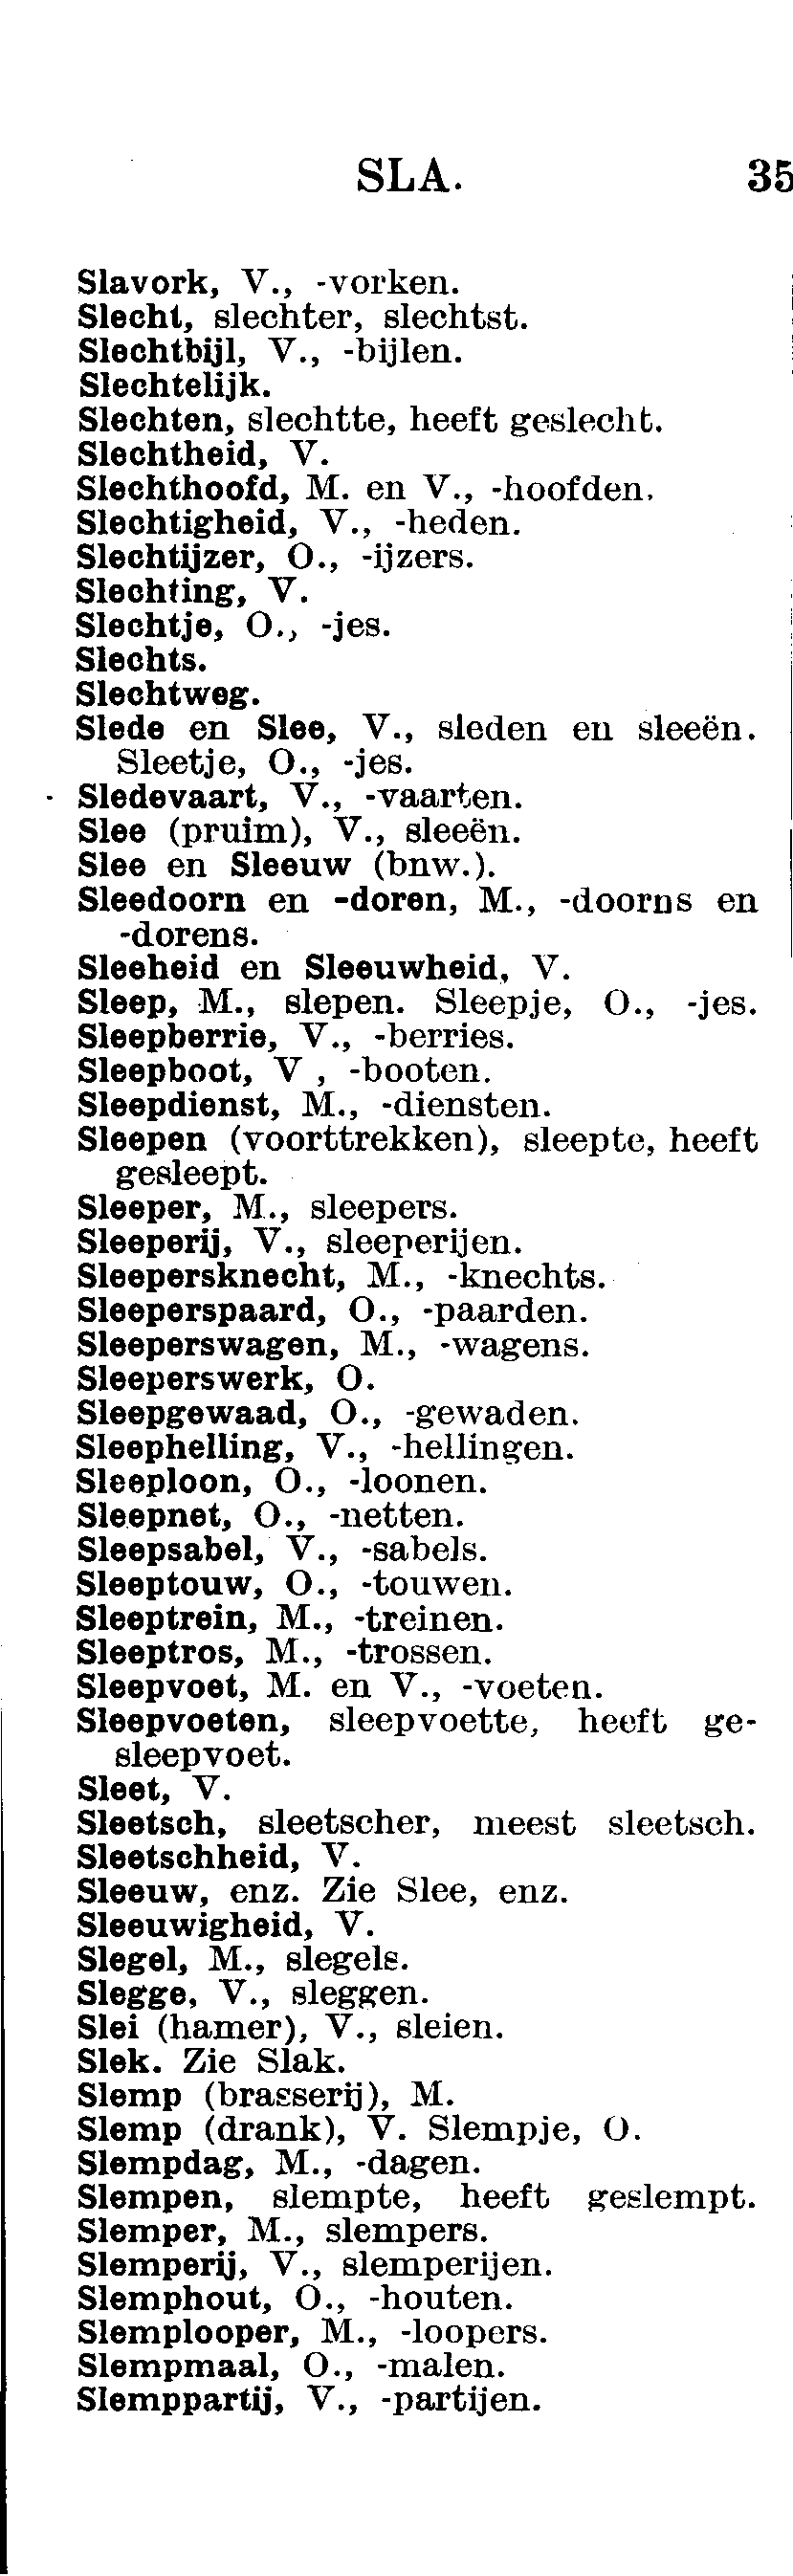 SLA. 35
Slavork, V., -vorken.
Slecht, slechter, slechtst.
Slechtbijl, V., -bijlen.
Slechtelijk.
Slechten, slechtte, heeft geslecht.
Slechtheid, V.
Slechthoofd, M. en V., -hoofden.
Slechtigheid, V., -heden.
Slechtijzer, O., -ijzers.
Slechting, V.
Slechtje, O., -jes.
Slechts.
Slechtweg.
Slede en Slee, V., sleden en sleeën.
Sleetje, O., -jes.
Sledevaart, V., -vaarten.
Slee (pruim), V., sleeën.
Slee en Sleeuw (bnw.).
Sleedoorn en -doren, M., -doorns en
-dorens.
Sleeheid en Sleeuwheid, V.
Sleep, M., slepen. Sleepje, O., -jes.
Sleepberrie, V., -berries.
Sleepboot, V , -booten.
Sleepdienst, M., -diensten.
Sleepen (voorttrekken), sleepte, heeft
gesleept.
Sleeper, M., sleepers.
Sleeperij, V., sleeperijen.
Sleepersknecht, M., -knechts.
Sleeperspaard, O., -paarden.
Sleeperswagen, M., -wagens.
Sleeperswerk, O.
Sleepgewaad, O., -gewaden.
Sleephelling, V., -hellingen.
Sleeploon, O., -loonen.
Sleepnet, O., -netten.
Sleepsabel, V., -sabels.
Sleeptouw, O., -touwen.
Sleeptrein, M., -treinen.
Sleeptros, M., -trossen.
Sleepvoet, M. en V., -voeten.
Sleepvoeten, sleepvoette, heeft ge-
sleepvoet.
Sleet, V.
Sleetsch, sleetscher, meest sleetsch.
Sleetschheid, V.
Sleeuw, enz. Zie Slee, enz.
Sleeuwigheid, V.
Slegel, M., slegels.
Slegge, V., sleggen.
Slei (hamer), V., sleien.
Slek. Zie Slak.
Slemp (brasserij), M.
Slemp (drank), V. Slempje, O.
Slempdag, M., -dagen.
Slempen, slempte, heeft geslempt.
Slemper, M., slempers.
Slemperij, V., slemperijen.
Slemphout, O., -houten.
Slemplooper, M., -loopers.
Slempmaal, O., -malen.
Slemppartij, V., -partijen.